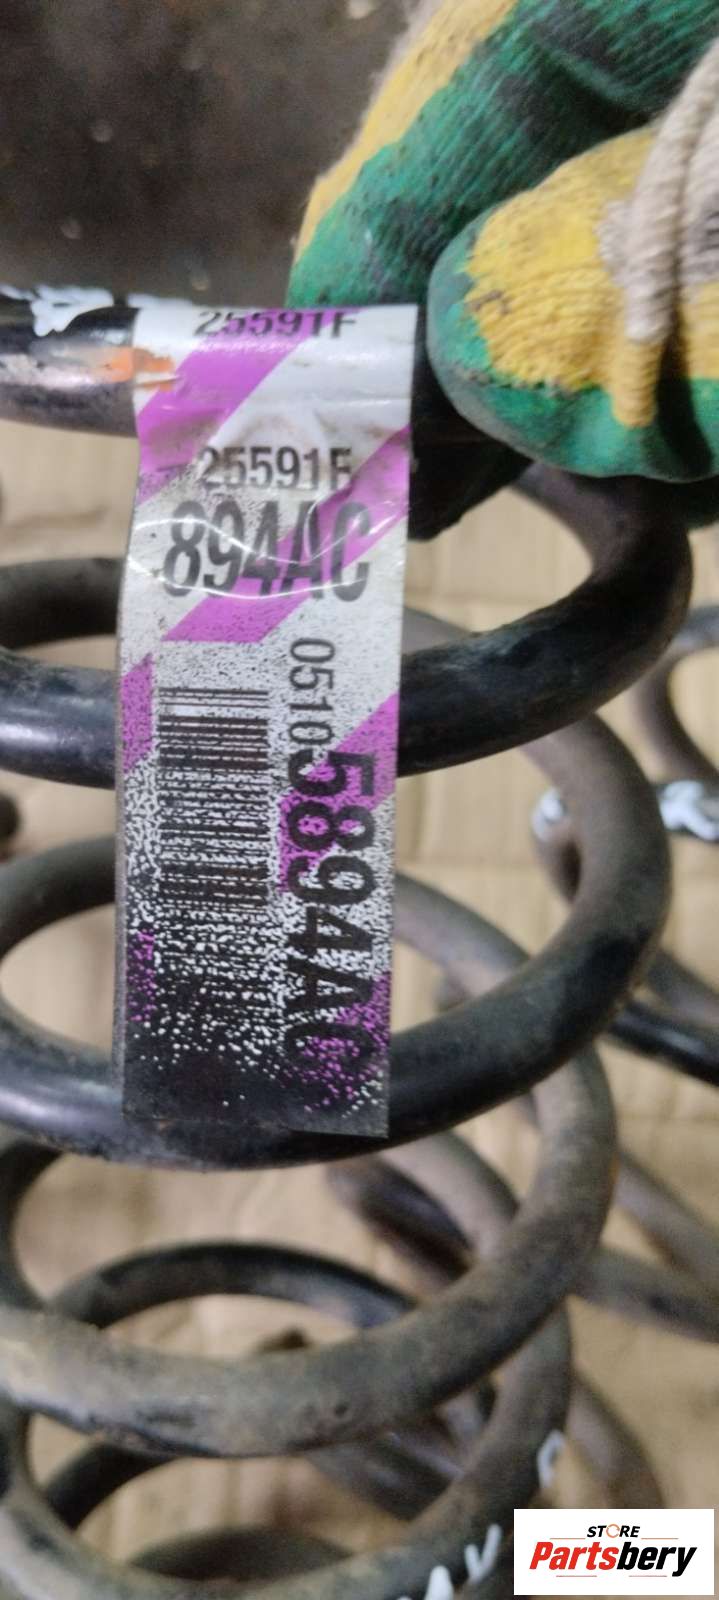 25591F
25591F
894AC
05105894AC
STORE
Partsbery